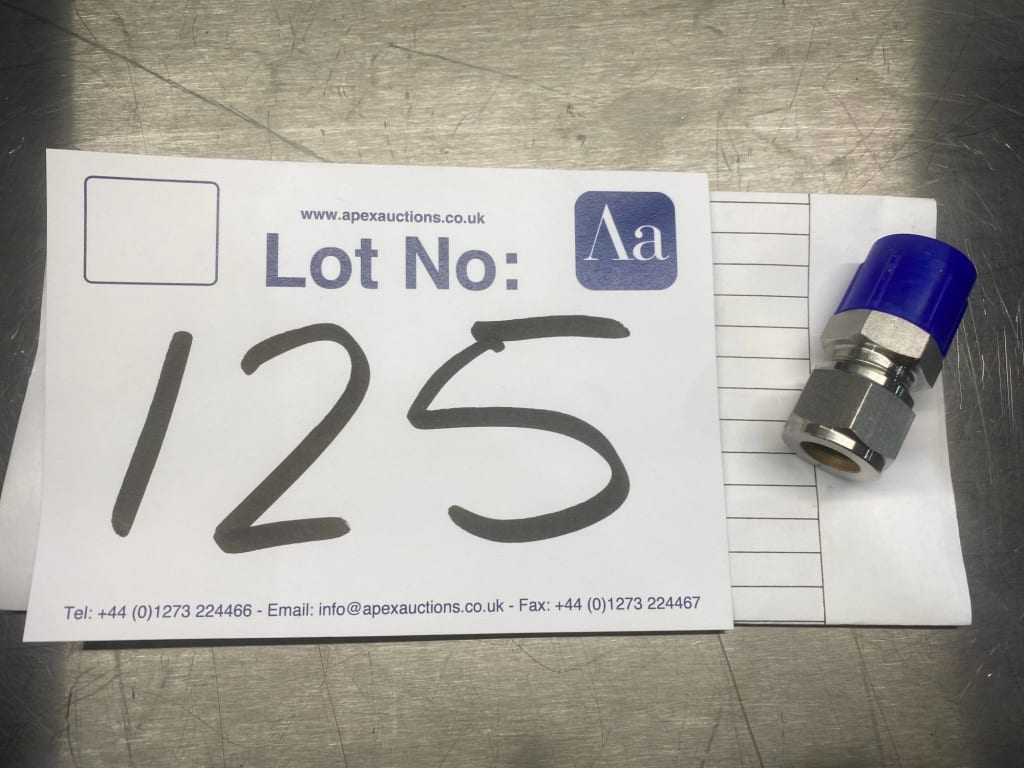 www.apexauctions.co.uk
Lot No:
Aa
125
Tel: +44 (0)1273 224466 - Email: info@apexauctions.co.uk - Fax: +44 (0)1273 224467